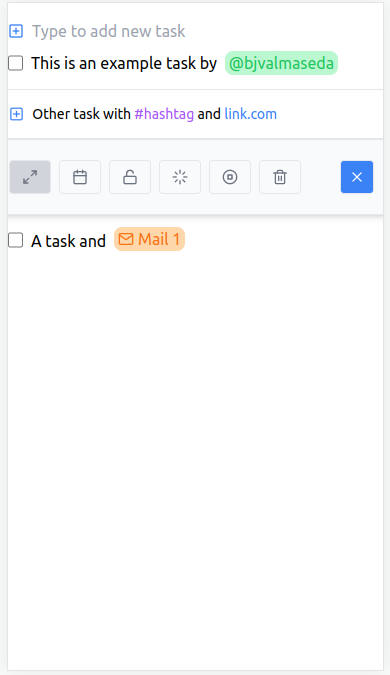 Type to add new task
This is an example task by @bjvalmaseda
Other task with #hashtag and link.com
A task and Mail 1